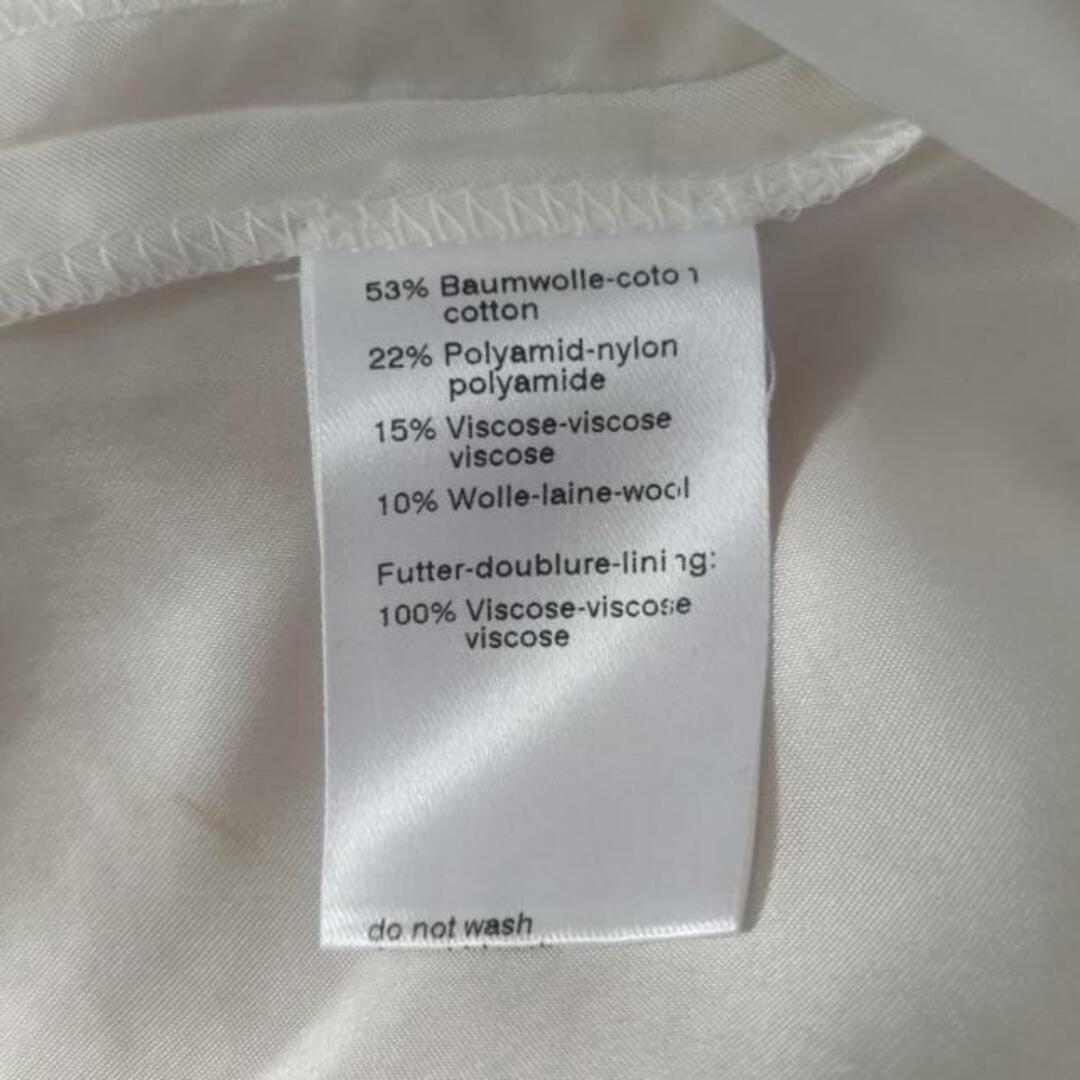 53% Baumwolle-coton
cotton
22% Polyamid-nylon
polyamide
15% Viscose-viscose
viscose
10% Wolle-laine-wool
Futter-doublure-lining:
100% Viscose-viscose
viscose
do not wash